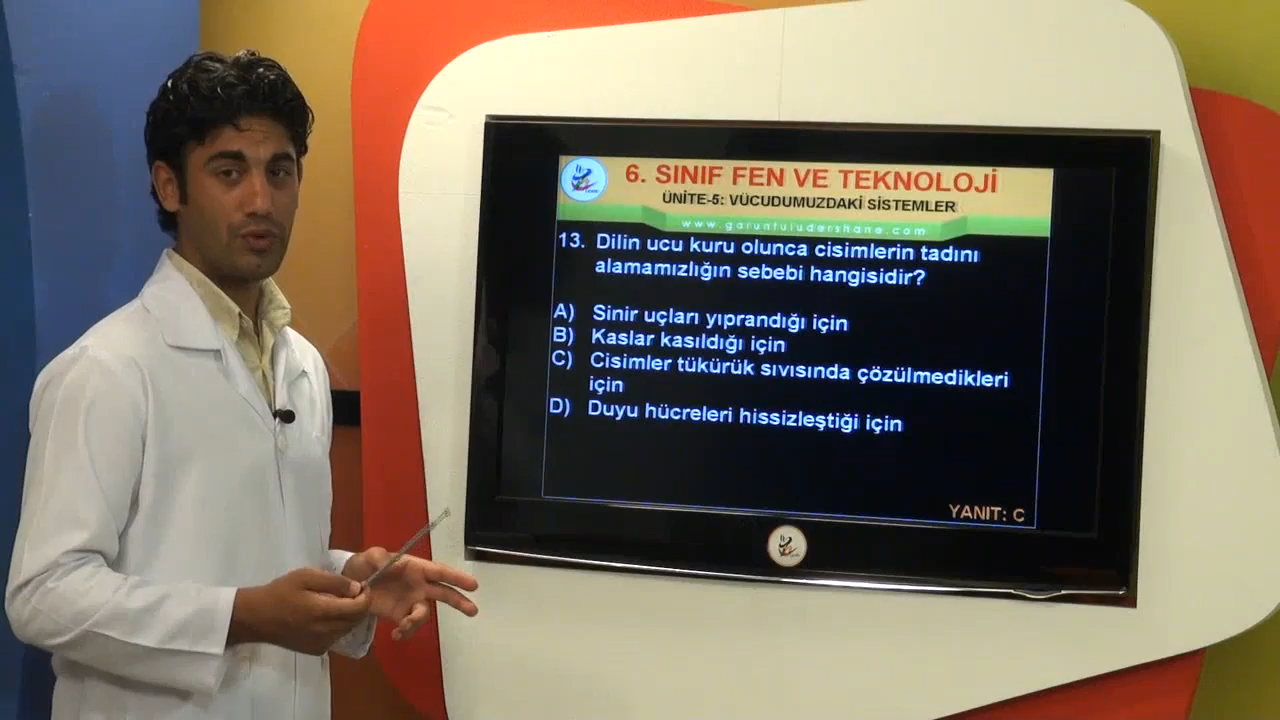 6. SINIF FEN VE TEKNOLOJİ
ÜNİTE-5: VÜCUDUMUZDAKİ SİSTEMLER
www.goruntuludershane.com
13. Dilin ucu kuru olunca cisimlerin tadını
alamamızlığın sebebi hangisidir?
A) Sinir uçları yıprandığı için
B) Kaslar kasıldığı için
C) Cisimler tükürük sıvısında çözülmedikleri
için
D) Duyu hücreleri hissizleştiği için
YANIT: C